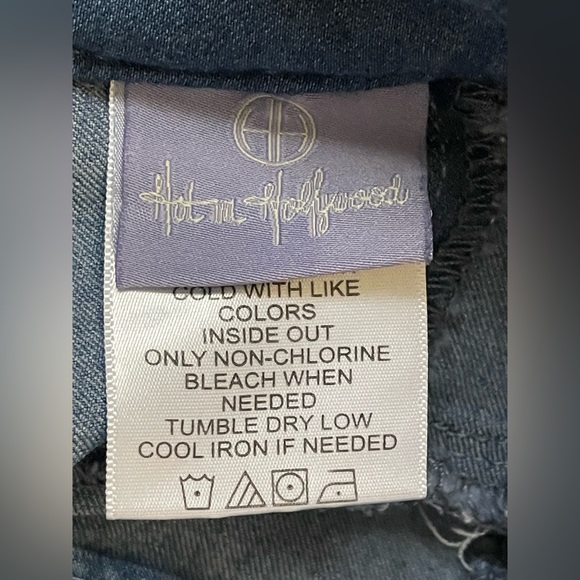 Hot in Hollywood
COLD WITH LIKE
COLORS
INSIDE OUT
ONLY NON-CHLORINE
BLEACH WHEN
NEEDED
TUMBLE DRY LOW
COOL IRON IF NEEDED